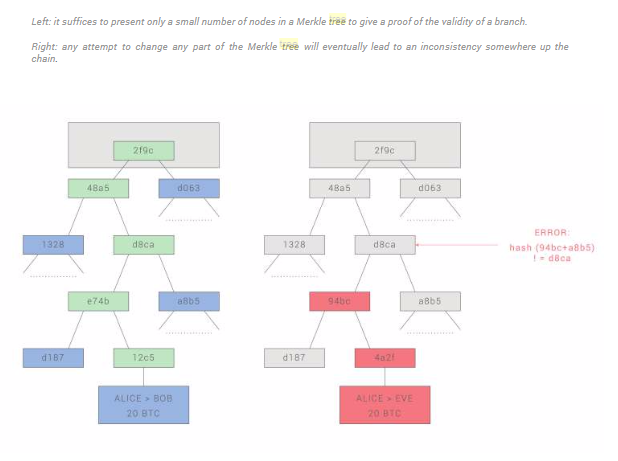 Left: it suffices to present only a small number of nodes in a Merkle tree to give a proof of the validity of a branch.
Right: any attempt to change any part of the Merkle tree will eventually lead to an inconsistency somewhere up the
chain.
2f9c
2f9c
48a5
d063
48a5
d063
1328
d8ca
1328
d8ca
ERROR:
hash (94bc+a8b5)
! = d8ca
e74b
a8b5
94bc
a8b5
d187
12c5
d187
4a2f
ALICE > BOB
20 BTC
ALICE > EVE
20 BTC